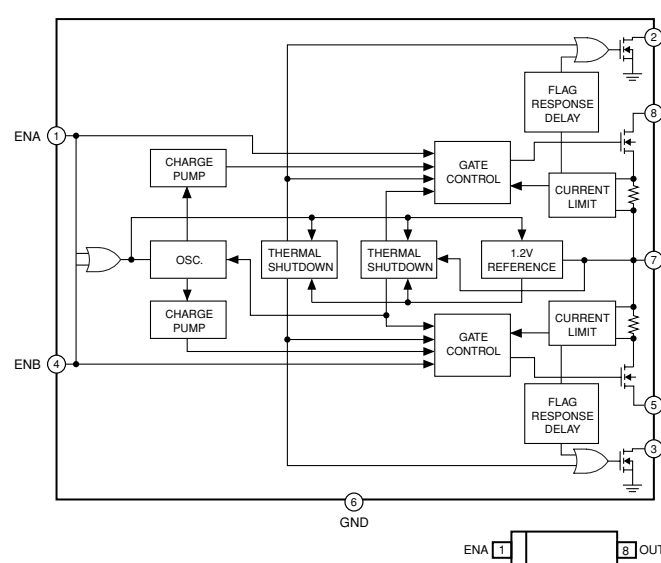 2
FLAG
RESPONSE
DELAY
8
ENA 1
CHARGE
PUMP
GATE
CONTROL
CURRENT
LIMIT
OSC.
THERMAL
SHUTDOWN
THERMAL
SHUTDOWN
1.2V
REFERENCE
7
CHARGE
PUMP
GATE
CONTROL
CURRENT
LIMIT
ENB 4
FLAG
RESPONSE
DELAY
5
3
6
GND
ENA 1
8 OUT